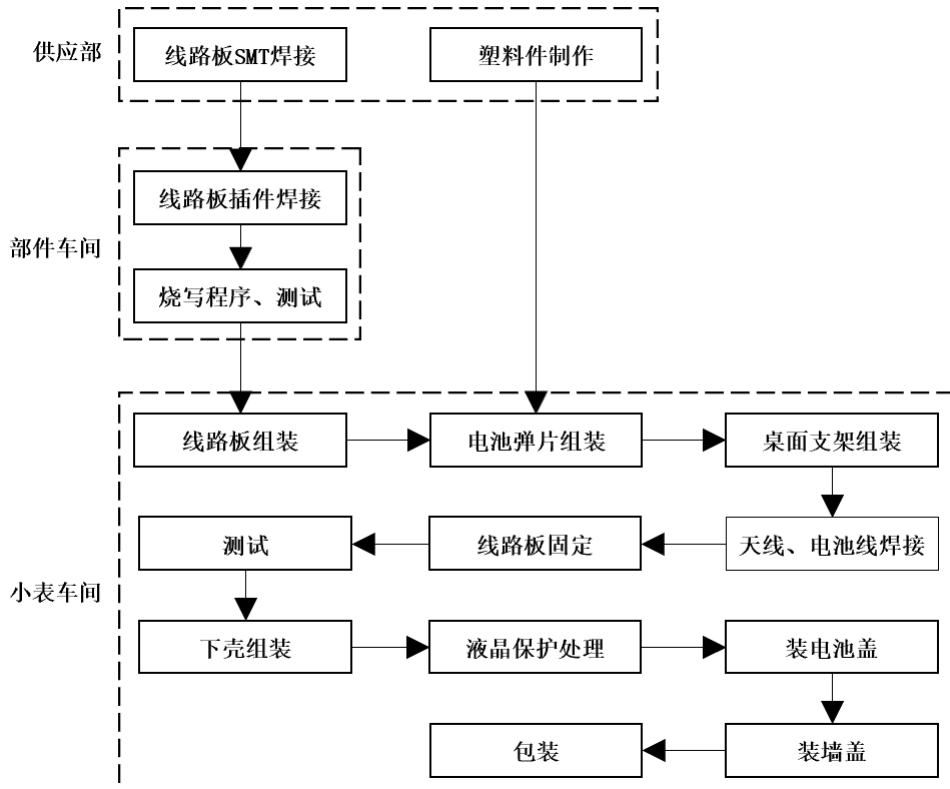 供应部
线路板SMT焊接
塑料件制作
部件车间
线路板插件焊接
烧写程序、测试
小表车间
线路板组装
电池弹片组装
桌面支架组装
天线、电池线焊接
线路板固定
测试
下壳组装
液晶保护处理
装电池盖
装墙盖
包装